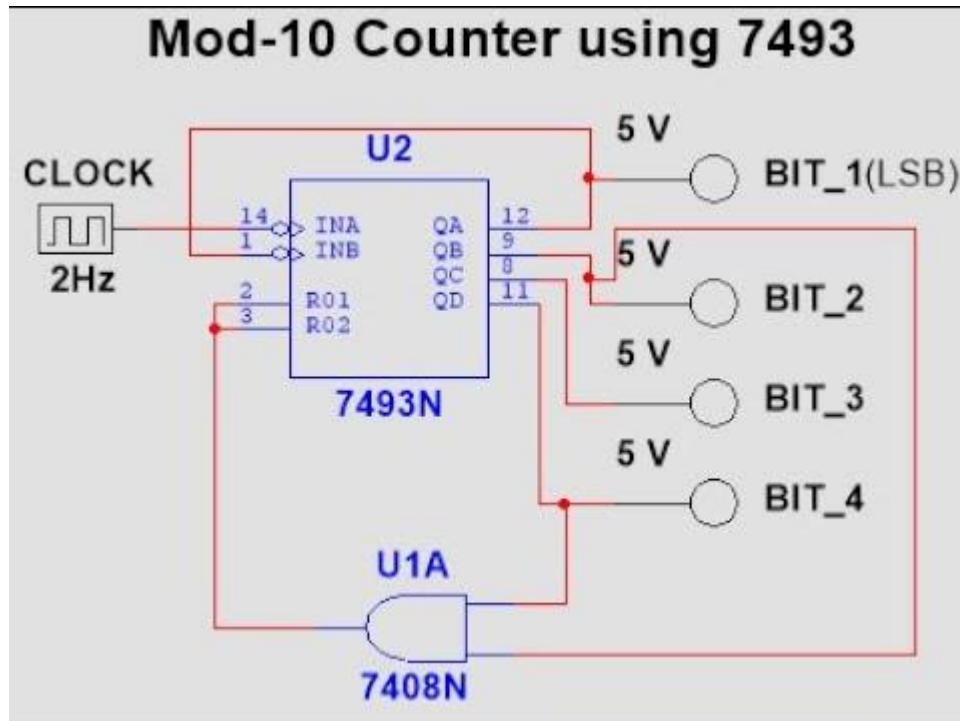 Mod-10 Counter using 7493
CLOCK
2Hz
U2
14
1
2
3
INA
INB
R01
R02
QA
QB
QC
QD
12
9
8
11
7493N
5 V
BIT_1(LSB)
5 V
BIT_2
5 V
BIT_3
5 V
BIT_4
U1A
7408N